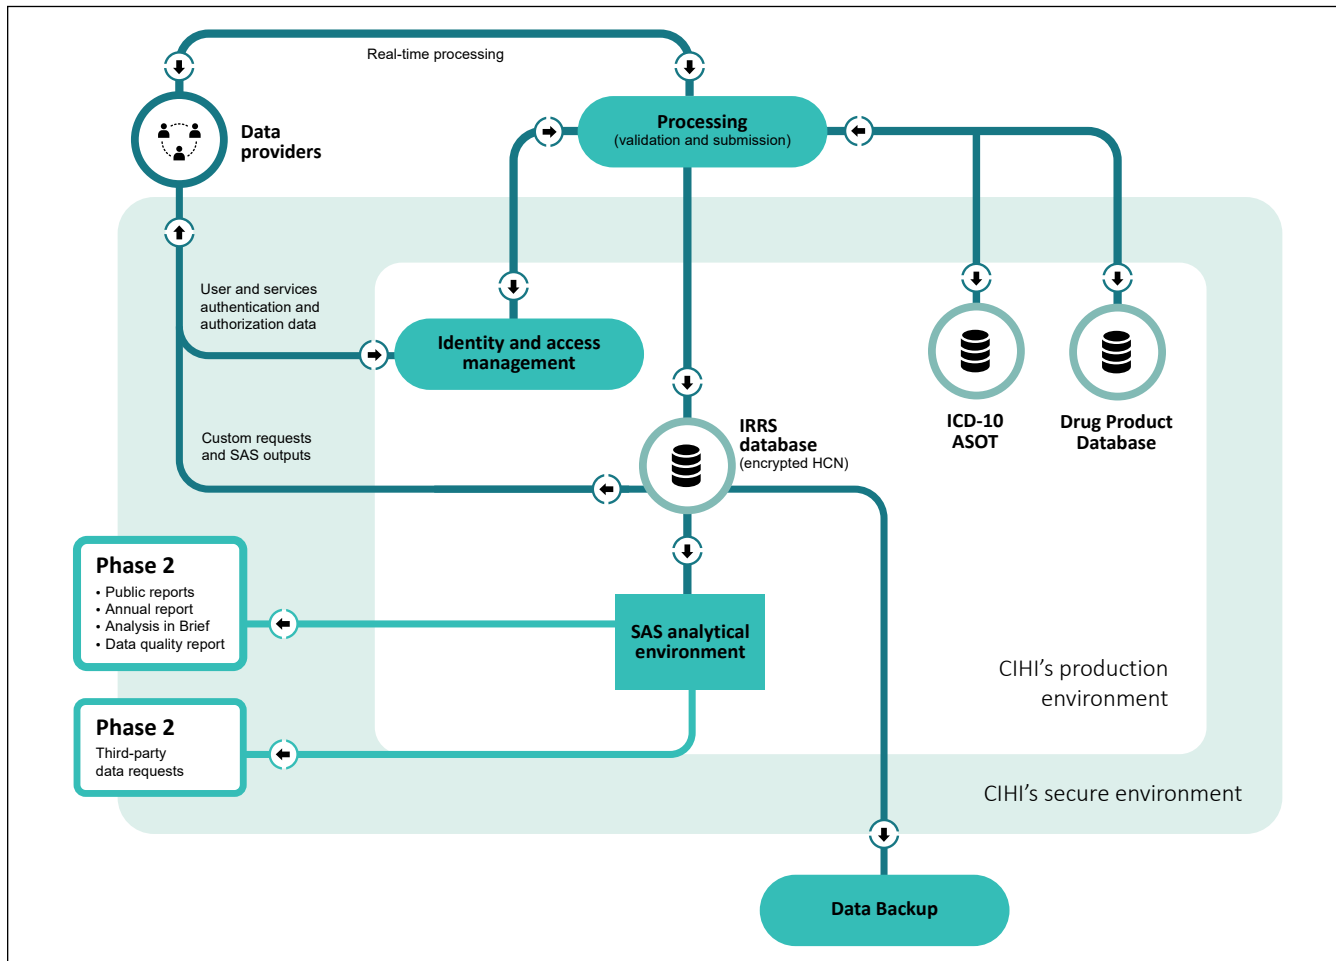 Real-time processing
Data
providers
Processing
(validation and submission)
User and services
authentication and
authorization data
Identity and access
management
Custom requests
and SAS outputs
IRRS
database
(encrypted HCN)
ICD-10
ASOT
Drug Product
Database
Phase 2
• Public reports
• Annual report
• Analysis in Brief
• Data quality report
SAS analytical
environment
CIHI’s production
environment
Phase 2
Third-party
data requests
CIHI’s secure environment
Data Backup